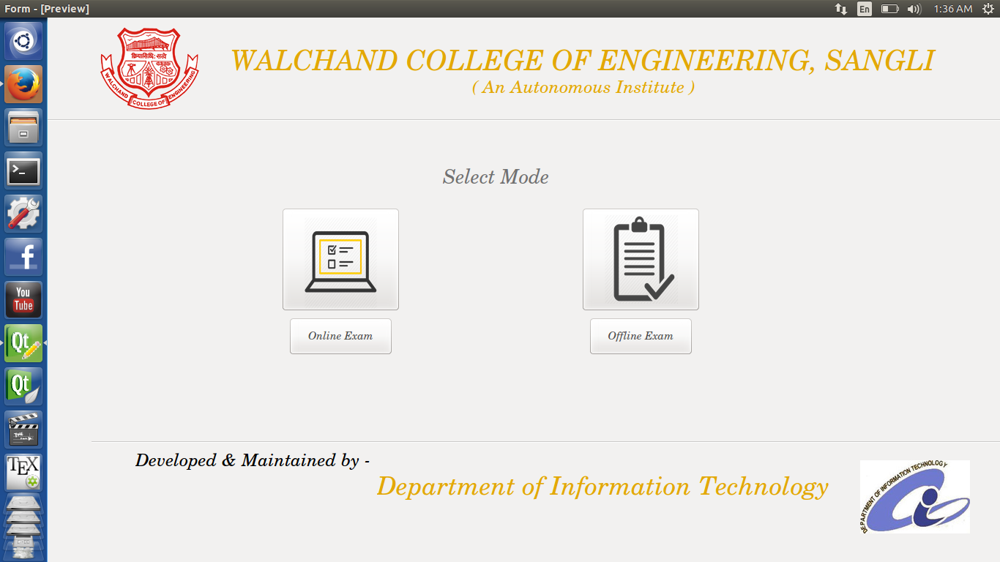 Form - [Preview]
En
1:36 AM
क्रियासिद्धि: सत्वे
WALCHAND COLLEGE OF ENGINEERING
WALCHAND COLLEGE OF ENGINEERING, SANGLI
( An Autonomous Institute )
Select Mode
Online Exam
Offline Exam
You
Tube
Qt
Qt
TEX
Developed & Maintained by -
Department of Information Technology
DEPARTMENT OF INFORMATION TECHNOLOGY